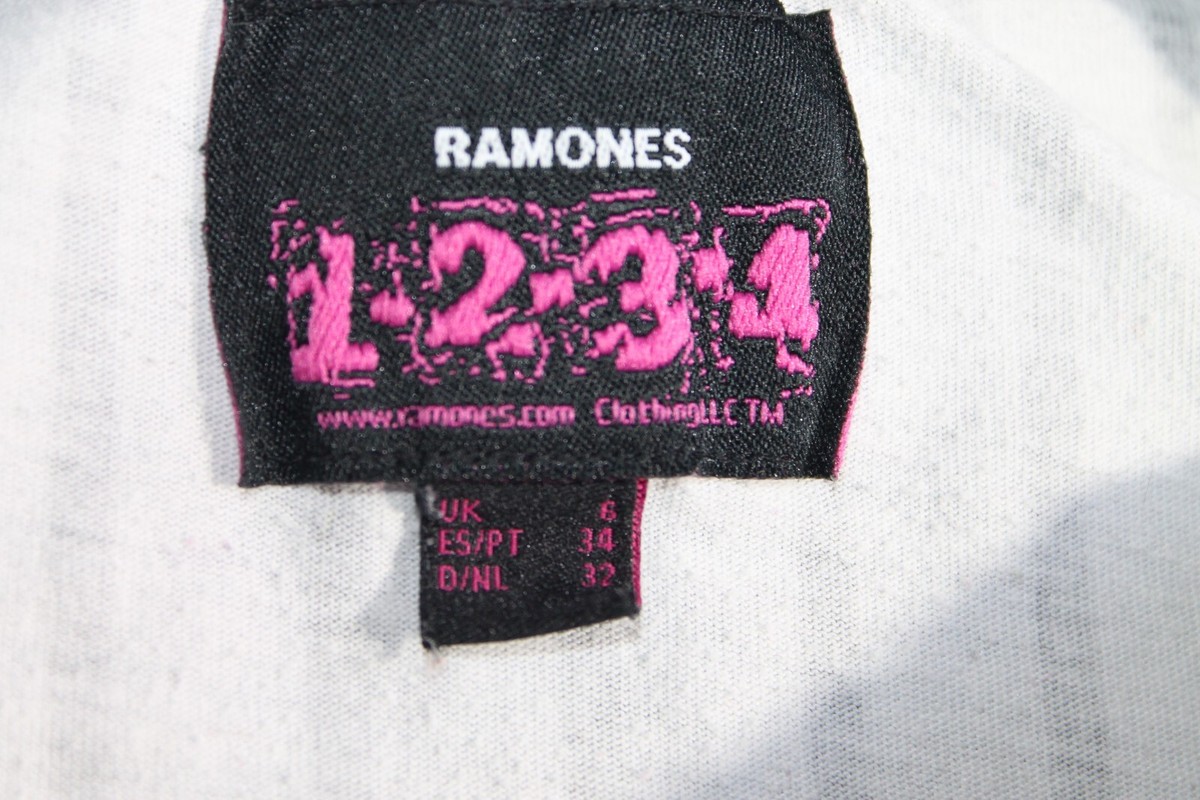 RAMONES
1-2-3-4
www.ramones.com ClothingLLC TM
UK 6
ES/PT 34
D/NL 32